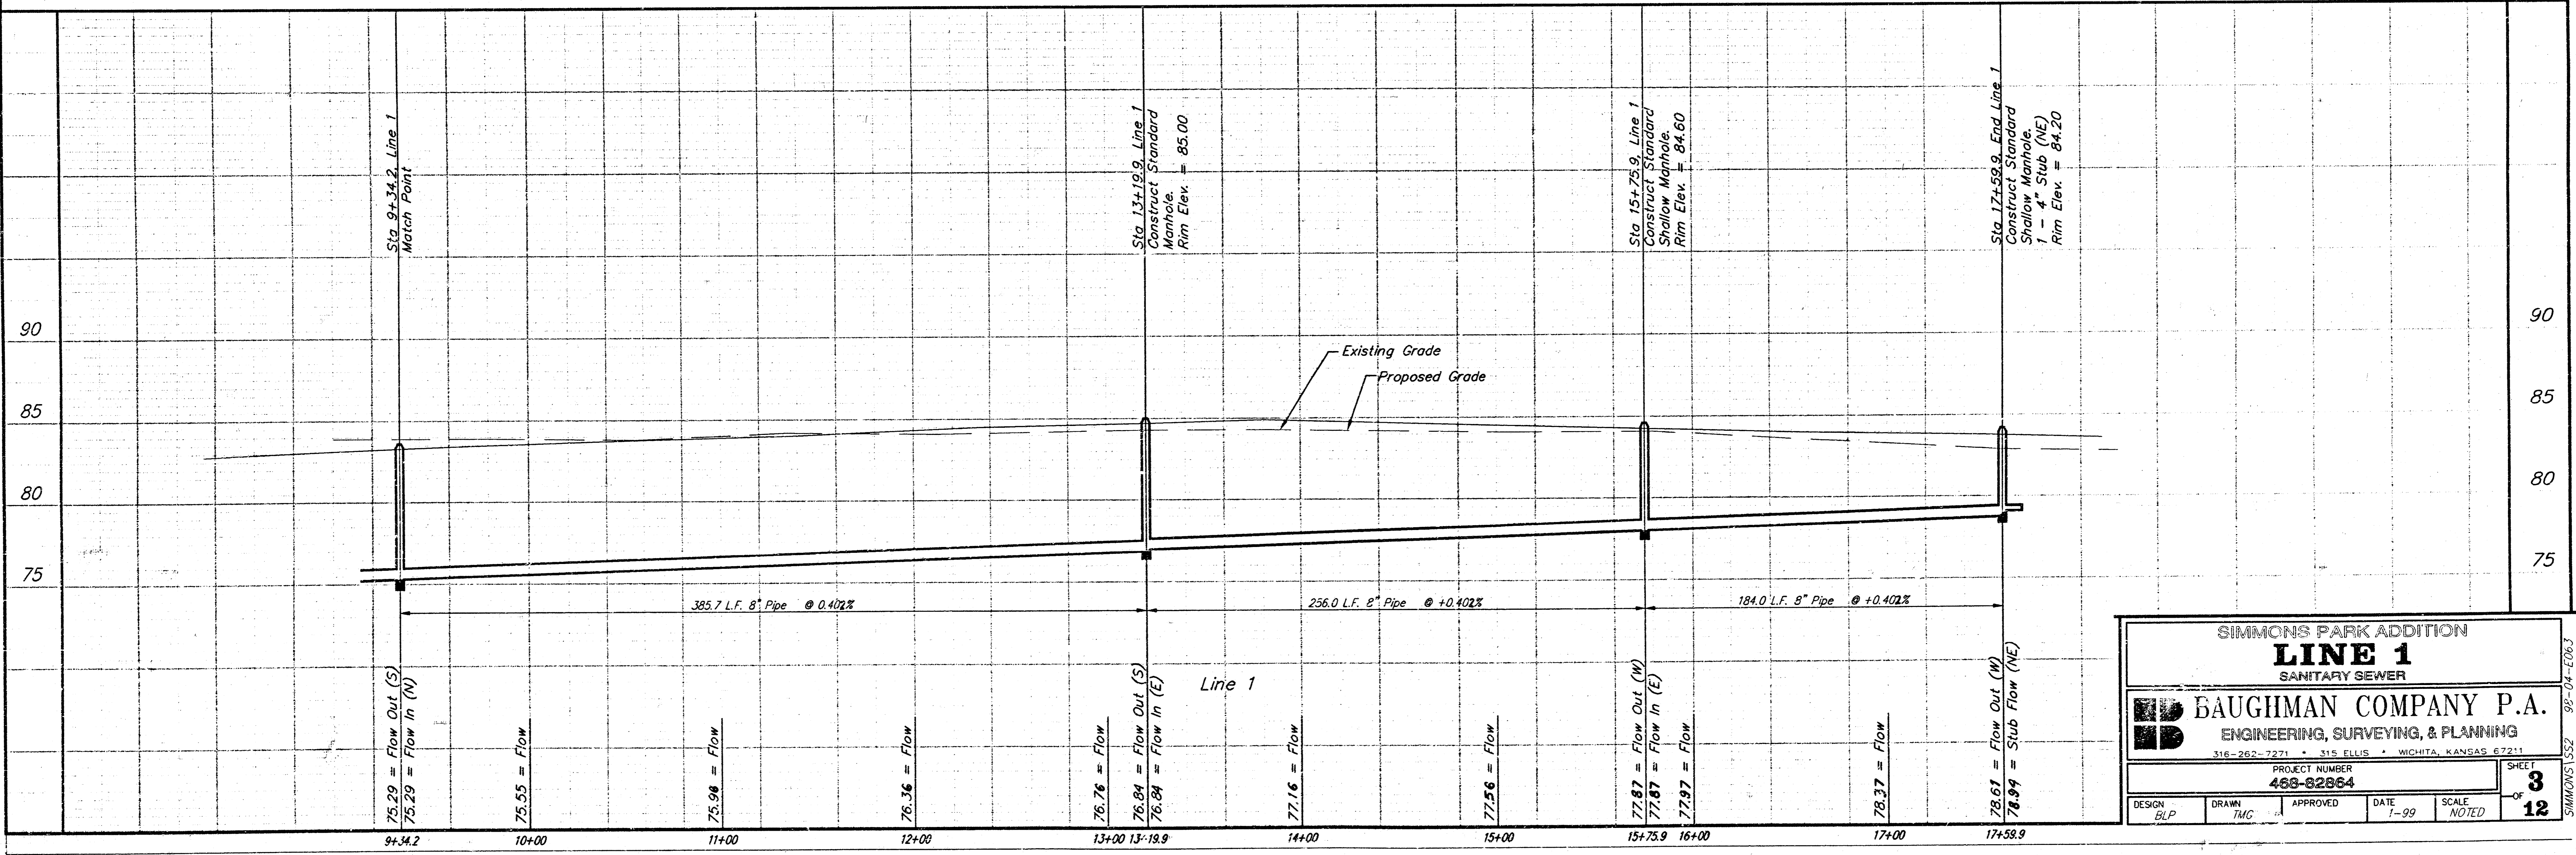 Sta 9+34.2, Line 1
Match Point
Sta 13+19.9, Line 1
Construct Standard
Manhole.
Rim Elev. = 85.00
Sta 15+75.9, Line 1
Construct Standard
Shallow Manhole.
Rim Elev. = 84.60
Sta 17+59.9, End Line 1
Construct Standard
Shallow Manhole.
1 - 4" Stub (NE)
Rim Elev. = 84.20
90
85
80
75
90
85
80
75
Existing Grade
Proposed Grade
385.7 L.F. 8" Pipe @ 0.402%
256.0 L.F. 8" Pipe @ +0.402%
184.0 L.F. 8" Pipe @ +0.402%
Line 1
75.29 = Flow Out (S)
75.29 = Flow In (N)
75.55 = Flow
75.96 = Flow
76.36 = Flow
76.76 = Flow
76.84 = Flow Out (S)
76.84 = Flow In (E)
77.16 = Flow
77.56 = Flow
77.87 = Flow Out (W)
77.87 = Flow In (E)
77.97 = Flow
78.37 = Flow
78.61 = Flow Out (W)
78.94 = Stub Flow (NE)
9+34.2
10+00
11+00
12+00
13+00
13+19.9
14+00
15+00
15+75.9
16+00
17+00
17+59.9
SIMMONS PARK ADDITION
LINE 1
SANITARY SEWER
BAUGHMAN COMPANY P.A.
ENGINEERING, SURVEYING, & PLANNING
316-262-7271 * 315 ELLIS * WICHITA, KANSAS 67211
PROJECT NUMBER
468-82864
SHEET
3
OF
12
DESIGN
BLP
DRAWN
TMG
APPROVED
DATE
1-99
SCALE
NOTED
SIMMONS\SS2 98-04-E063